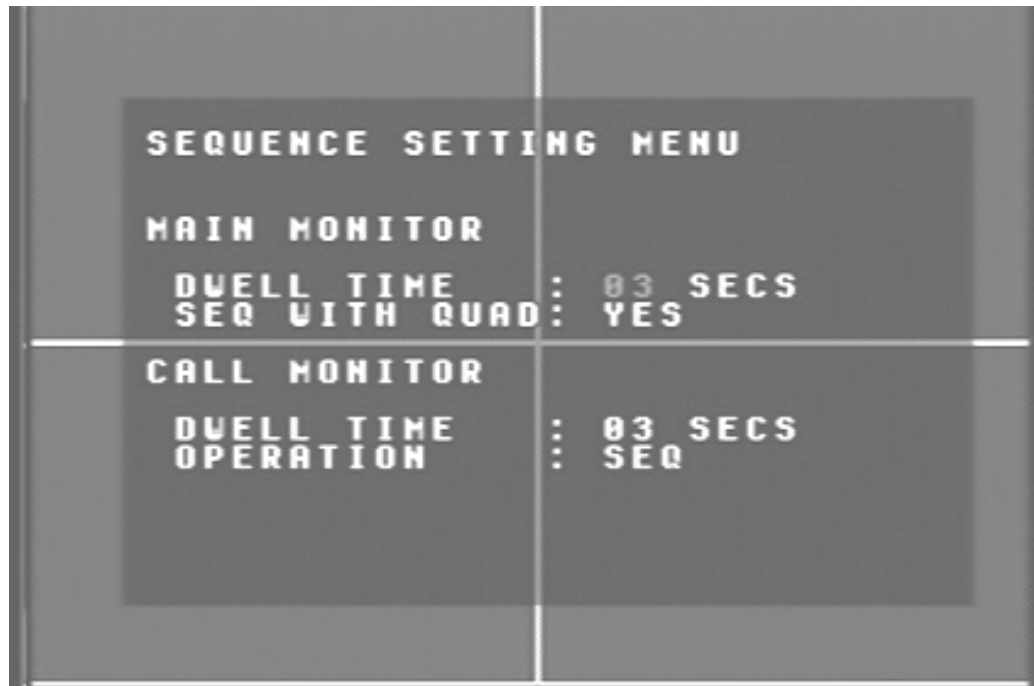 SEQUENCE SETTING MENU
MAIN MONITOR
DWELL TIME : 03 SECS
SEQ WITH QUAD: YES
CALL MONITOR
DWELL TIME : 03 SECS
OPERATION : SEQ